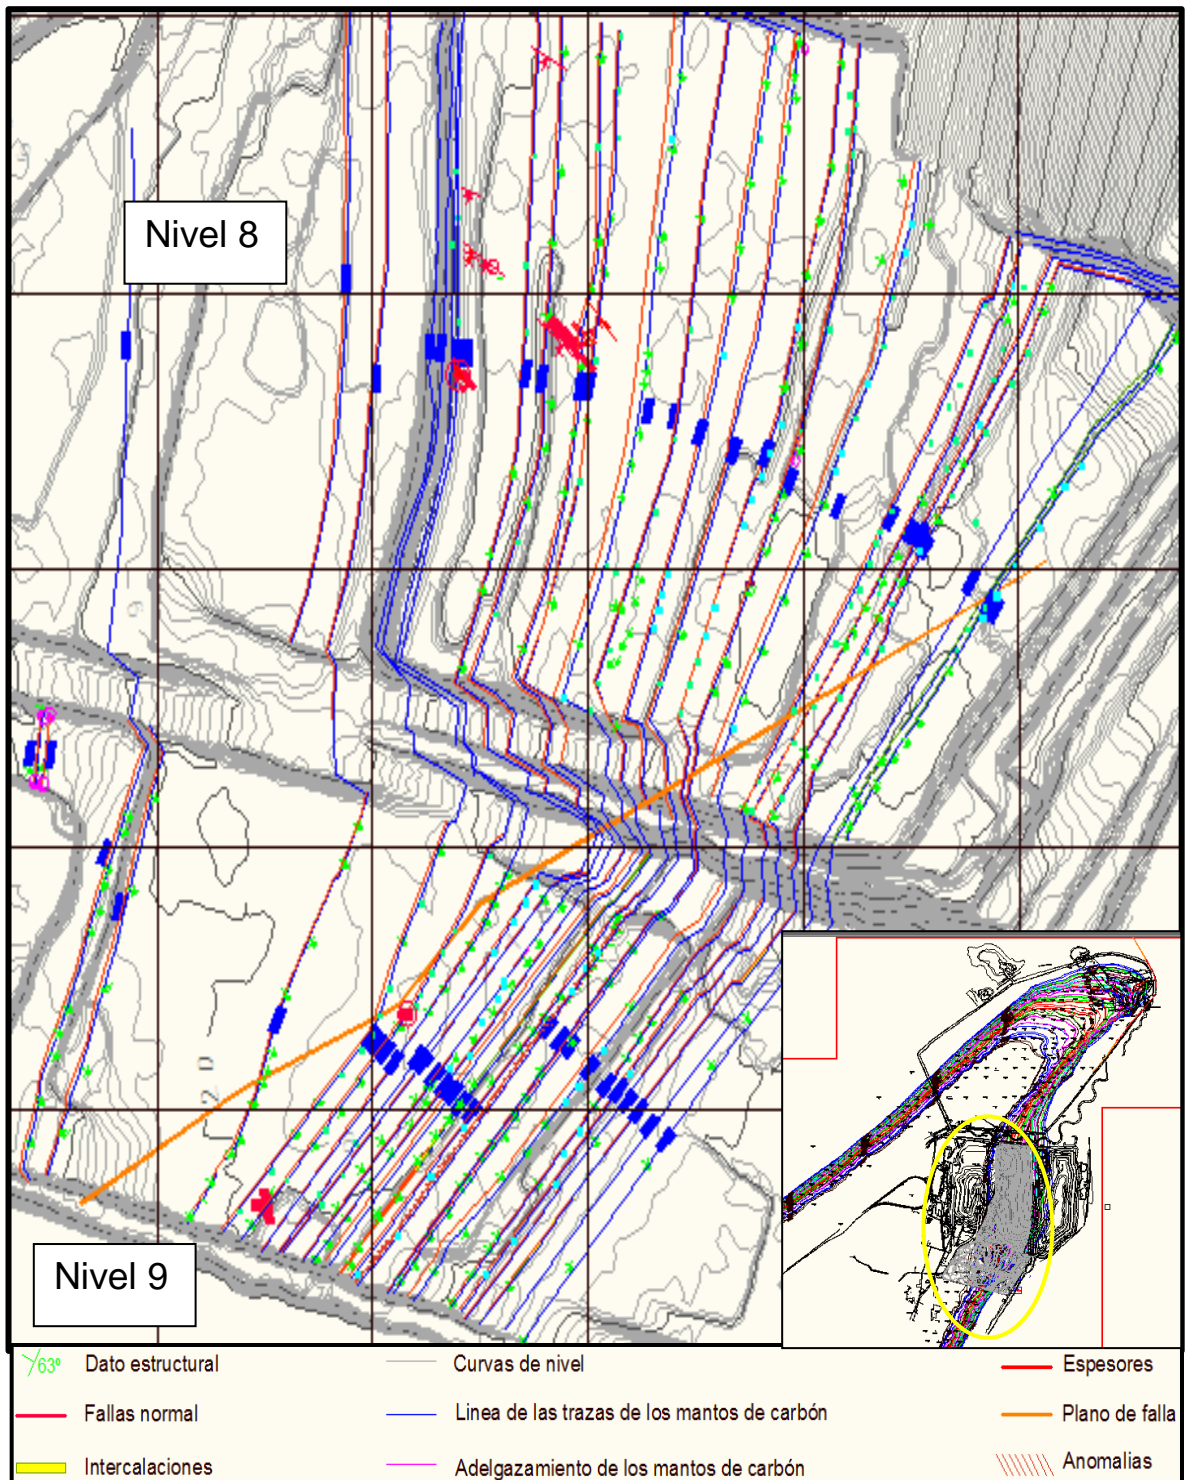 Nivel 8
Nivel 9
63º Dato estructural
Curvas de nivel
Espesores
Fallas normal
Linea de las trazas de los mantos de carbón
Plano de falla
Intercalaciones
Adelgazamiento de los mantos de carbón
Anomalias